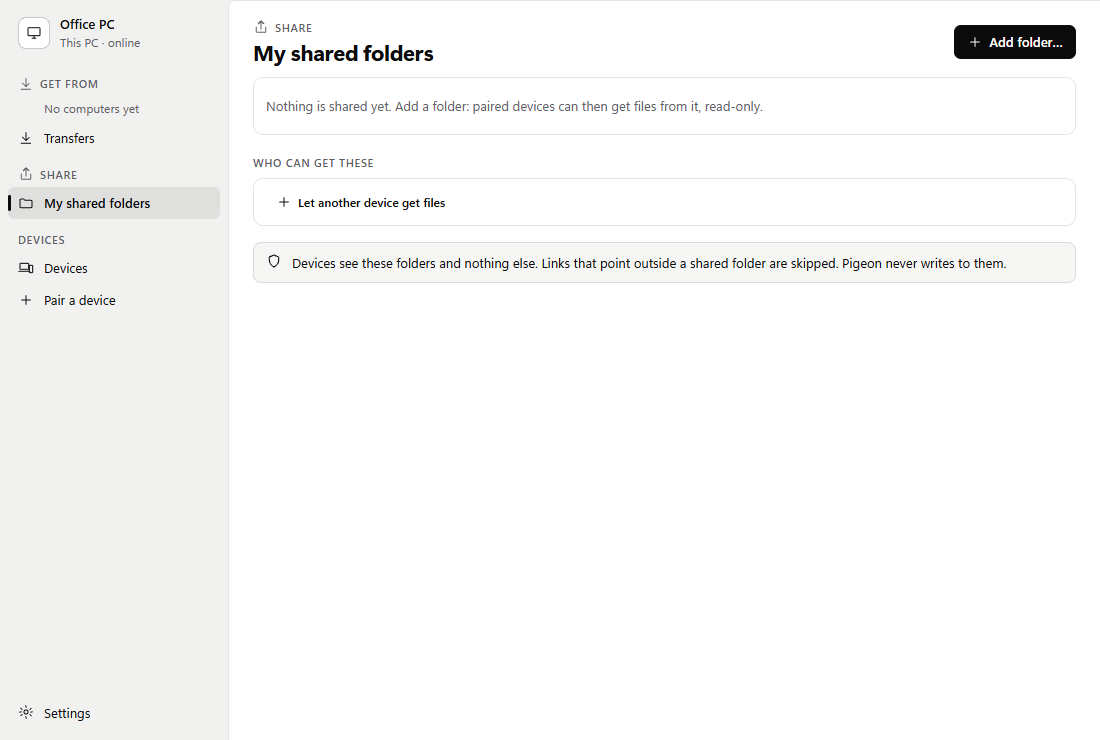 Office PC
This PC · online
GET FROM
No computers yet
Transfers
SHARE
My shared folders
DEVICES
Devices
Pair a device
Settings
SHARE
My shared folders
Add folder...
Nothing is shared yet. Add a folder: paired devices can then get files from it, read-only.
WHO CAN GET THESE
Let another device get files
Devices see these folders and nothing else. Links that point outside a shared folder are skipped. Pigeon never writes to them.